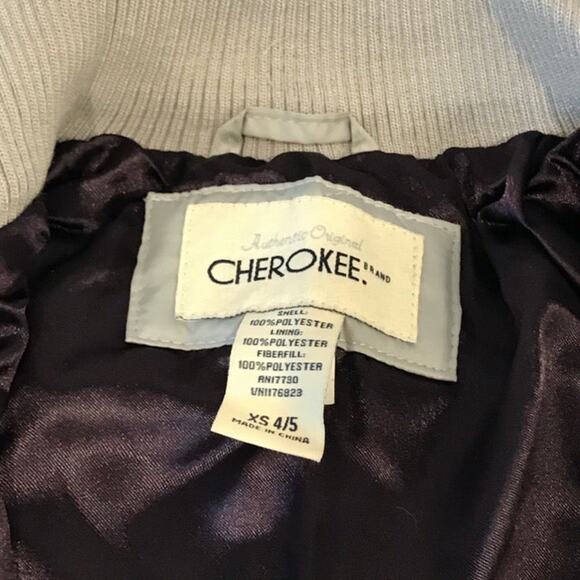 Authentic Original
CHEROKEE. BRAND
SHELL:
100%POLYESTER
LINING:
100%POLYESTER
FIBERFILL:
100%POLYESTER
RN17730
VN1176823
XS 4/5
MADE IN CHINA